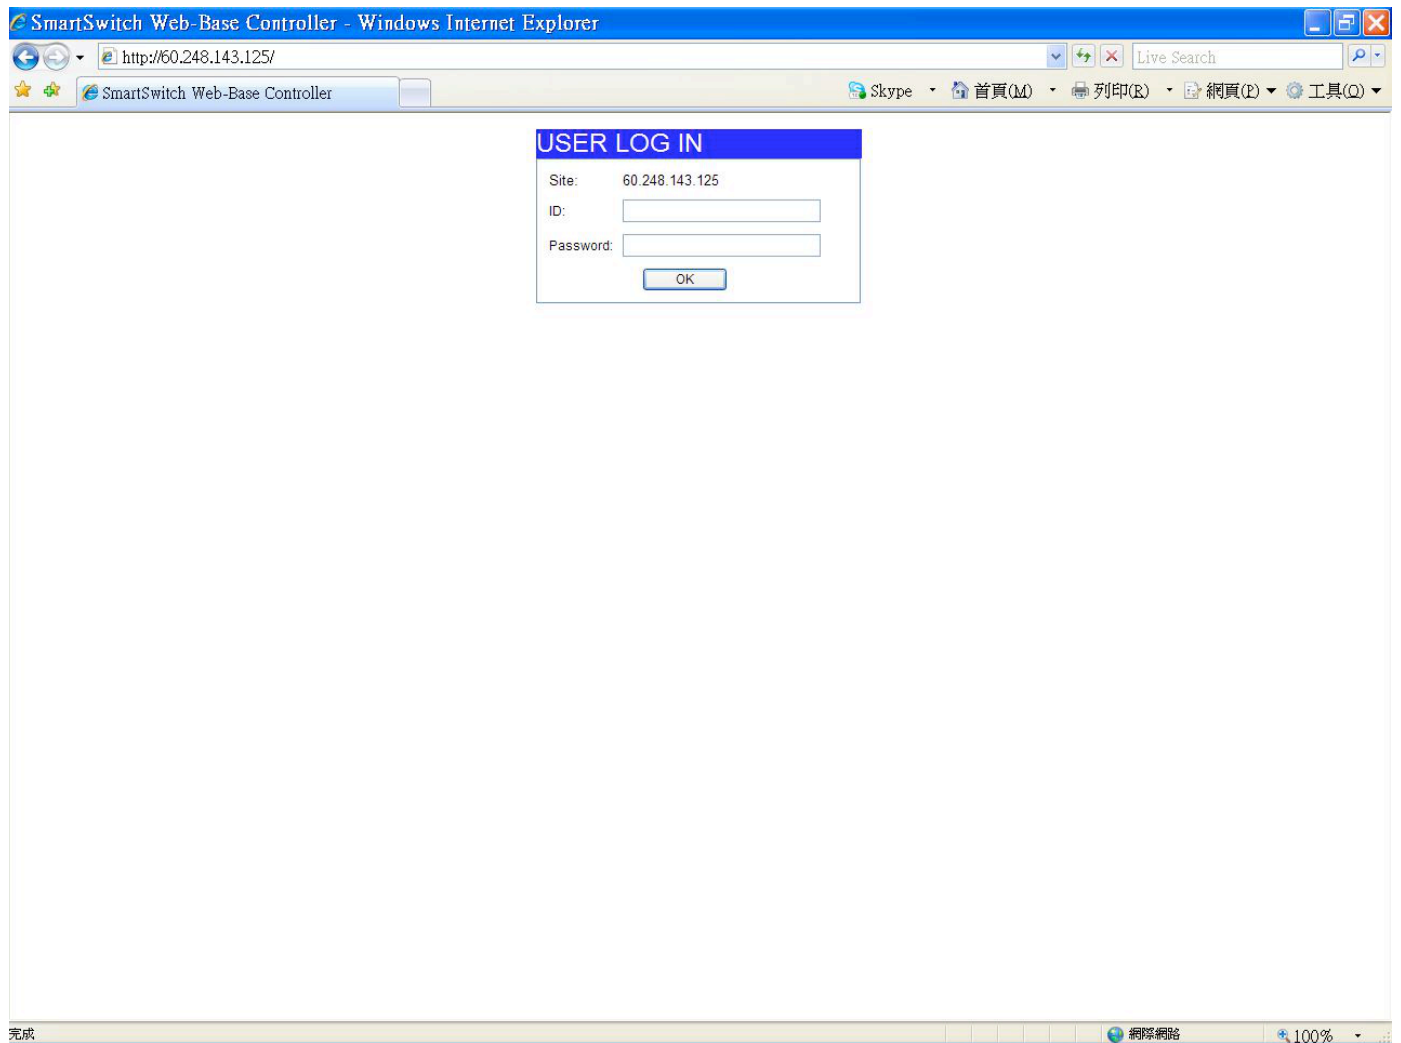 SmartSwitch Web-Base Controller - Windows Internet Explorer
http://60.248.143.125/
Live Search
SmartSwitch Web-Base Controller
Skype 首頁(M) 列印(R) 網頁(P) 工具(O)
USER LOG IN
Site: 60.248.143.125
ID:
Password:
OK
完成 網際網路 100%